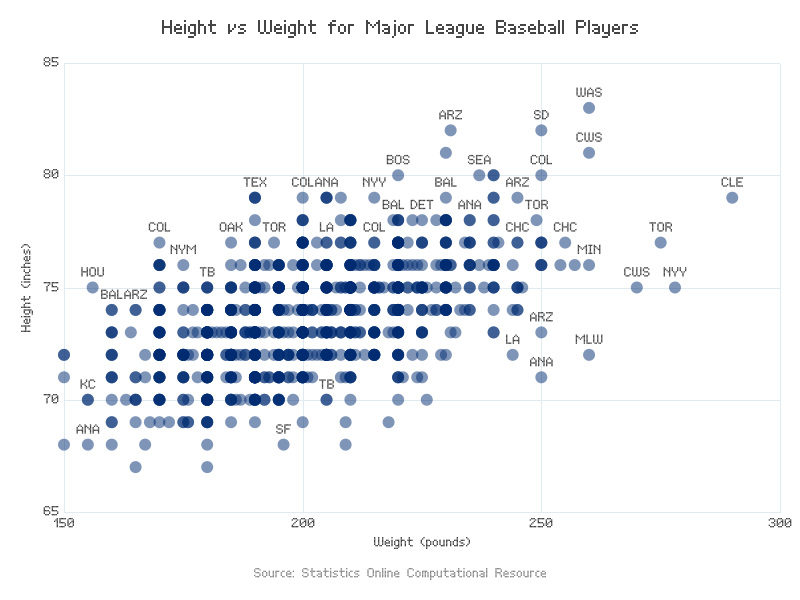 Height vs Weight for Major League Baseball Players
85
WAS
ARZ SD
CWS
BOS SEA COL
80
TEX COLANA NYY BAL ARZ CLE
BAL DET ANA TOR
COL OAK TOR LA COL CHC CHC TOR
NYM MIN
HOU TB CWS NYY
75
BALARZ ARZ
LA MLW
ANA
KC TB
70
ANA SF
65
150 200 250 300
Height (inches)
Weight (pounds)
Source: Statistics Online Computational Resource